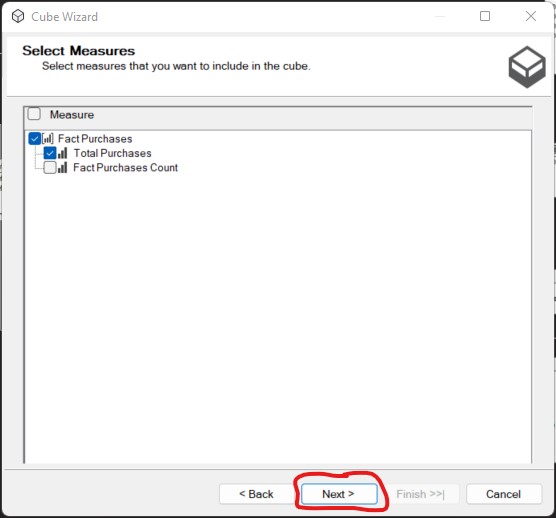 Cube Wizard
Select Measures
Select measures that you want to include in the cube.
Measure
Fact Purchases
Total Purchases
Fact Purchases Count
< Back
Next >
Finish >>|
Cancel